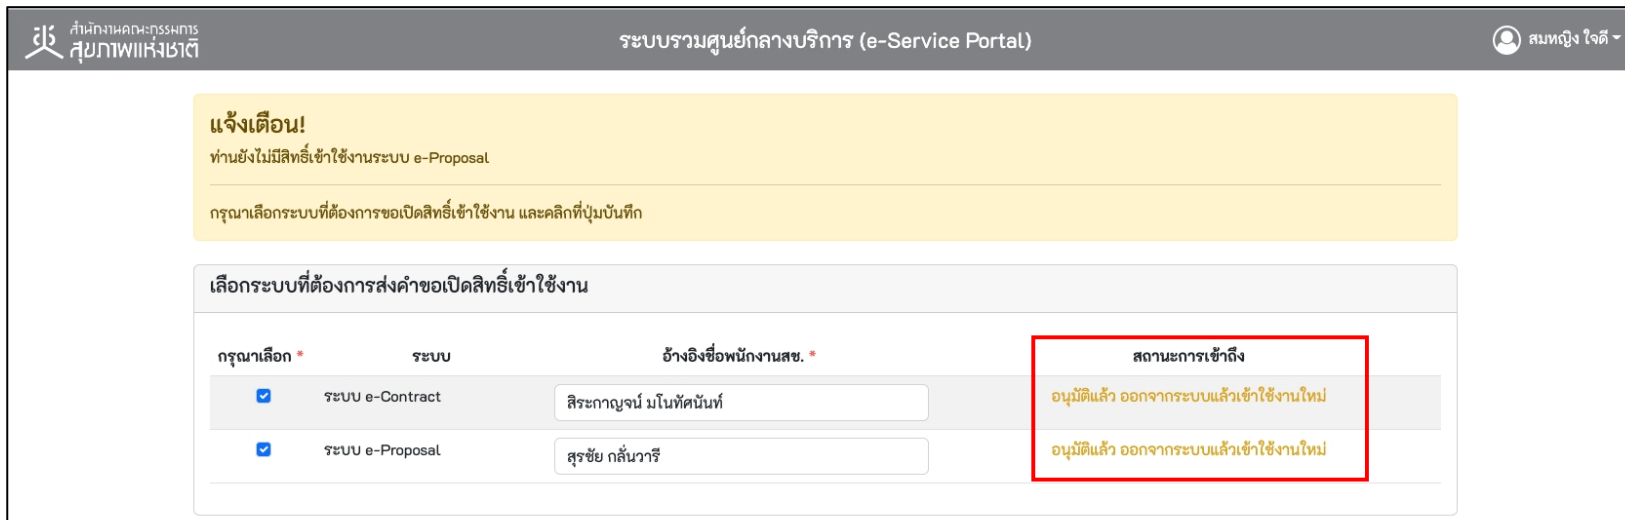 สำนักงานคณะกรรมการ
สุขภาพแห่งชาติ
ระบบรวมศูนย์กลางบริการ (e-Service Portal)
สมหญิง ใจดี
แจ้งเตือน!
ท่านยังไม่มีสิทธิ์เข้าใช้งานระบบ e-Proposal
กรุณาเลือกระบบที่ต้องการขอเปิดสิทธิ์เข้าใช้งาน และคลิกที่ปุ่มบันทึก
เลือกระบบที่ต้องการส่งคำขอเปิดสิทธิ์เข้าใช้งาน
กรุณาเลือก * ระบบ อ้างอิงชื่อพนักงานสช. * สถานะการเข้าถึง
ระบบ e-Contract สิระกาญจน์ มโนทัศนันท์ อนุมัติแล้ว ออกจากระบบแล้วเข้าใช้งานใหม่
ระบบ e-Proposal สุรชัย กลั่นวารี อนุมัติแล้ว ออกจากระบบแล้วเข้าใช้งานใหม่